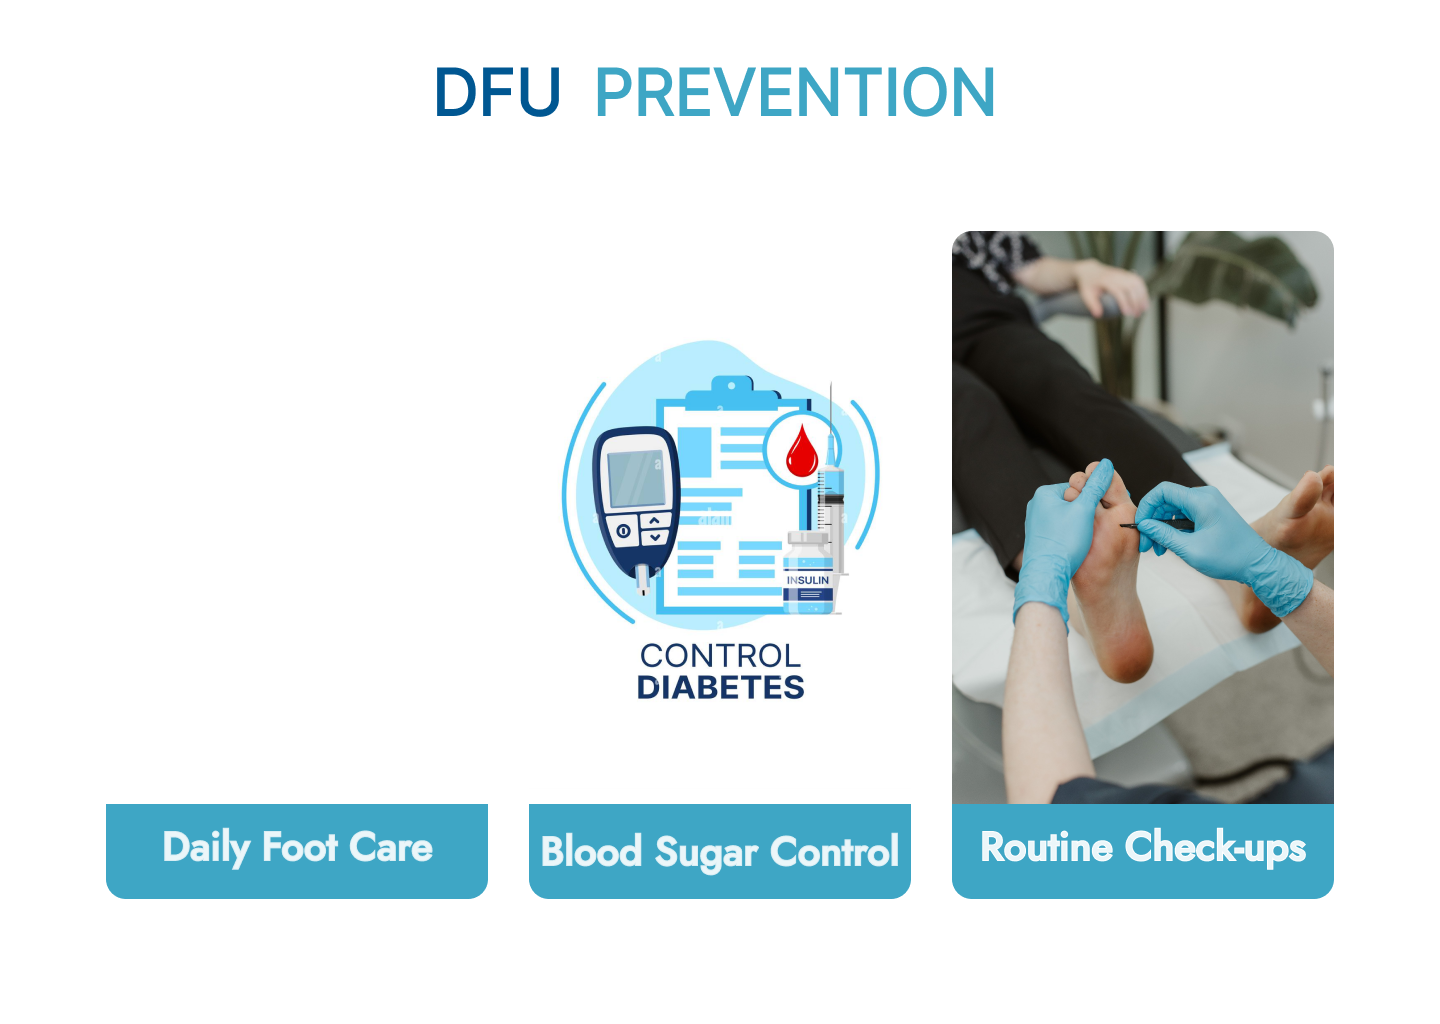 DFU PREVENTION
INSULIN
CONTROL
DIABETES
Daily Foot Care
Blood Sugar Control
Routine Check-ups